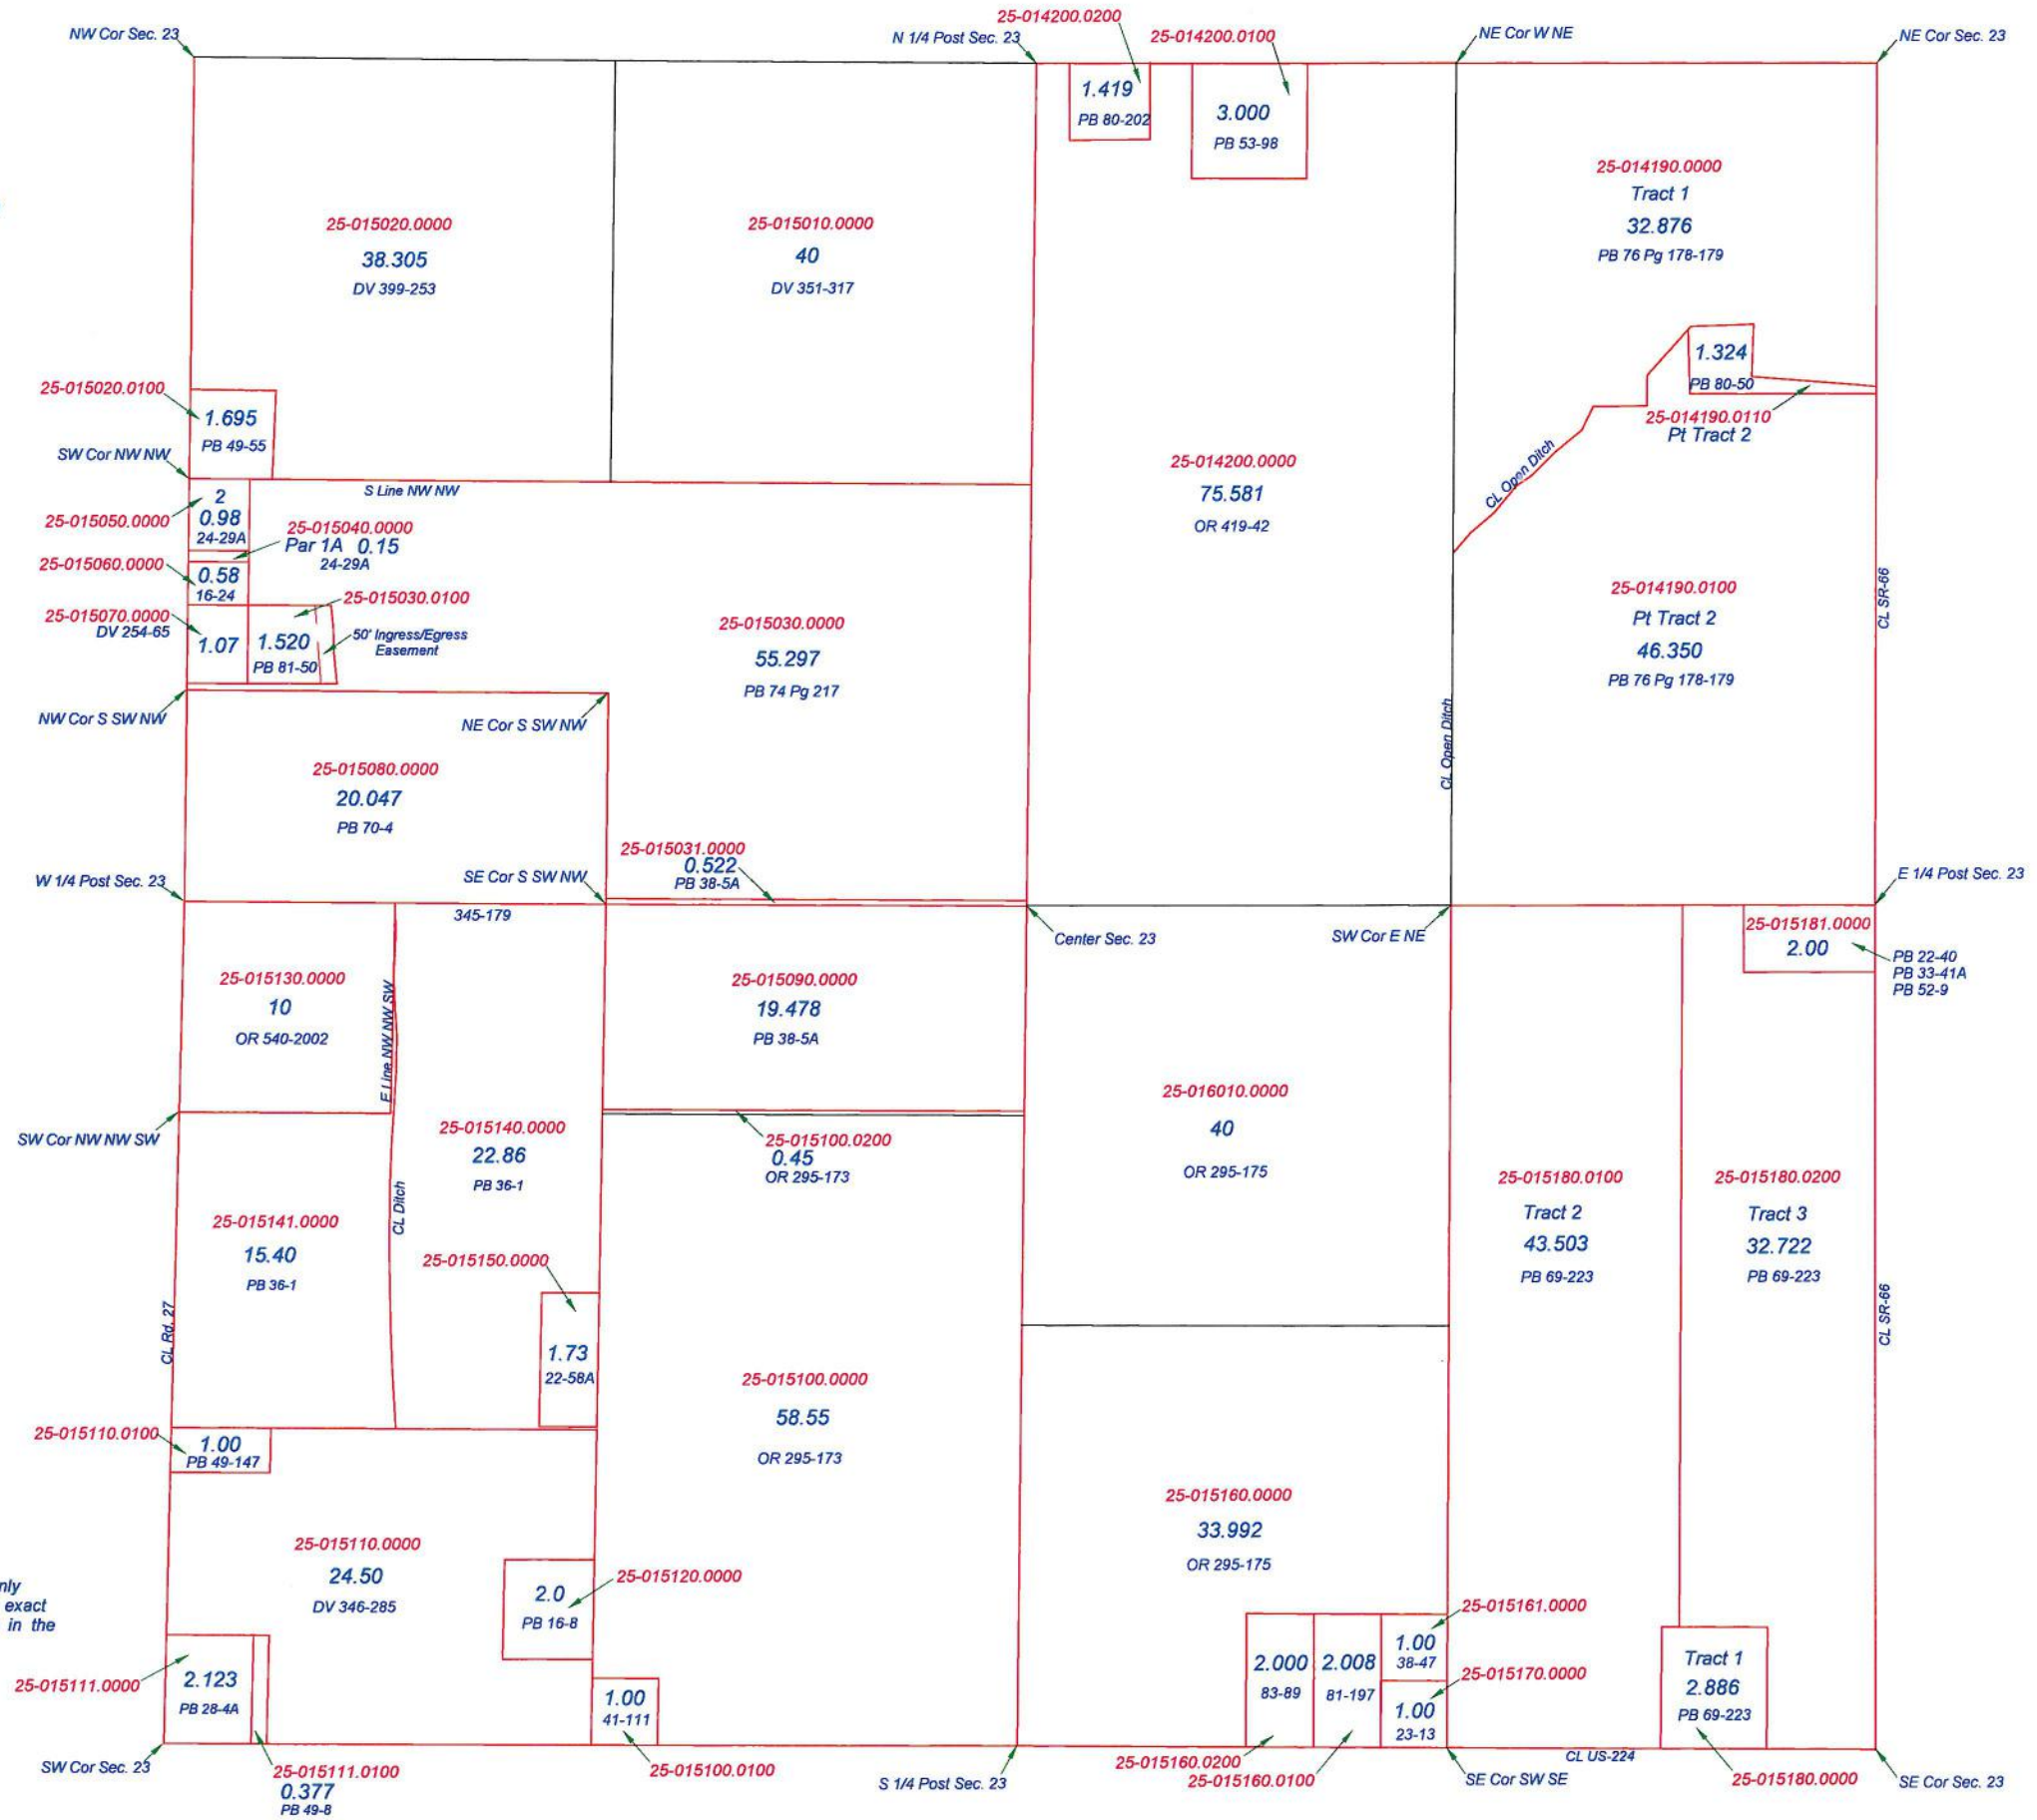 NW Cor Sec. 23
N 1/4 Post Sec. 23
25-014200.0200
25-014200.0100
NE Cor W NE
NE Cor Sec. 23
1.419
PB 80-202
3.000
PB 53-98
25-014190.0000
Tract 1
32.876
PB 76 Pg 178-179
25-015020.0000
38.305
DV 399-253
25-015010.0000
40
DV 351-317
1.324
PB 80-50
25-014190.0110
Pt Tract 2
25-015020.0100
1.695
PB 49-55
SW Cor NW NW
S Line NW NW
CL Open Ditch
25-014200.0000
75.581
OR 419-42
2
0.98
24-29A
25-015050.0000
25-015040.0000
Par 1A 0.15
24-29A
25-015060.0000
0.58
16-24
25-015030.0100
25-015070.0000
DV 254-65
1.07
1.520
PB 81-50
50' Ingress/Egress
Easement
25-015030.0000
55.297
PB 74 Pg 217
25-014190.0100
Pt Tract 2
46.350
PB 76 Pg 178-179
CL SR-66
NW Cor S SW NW
NE Cor S SW NW
CL Open Ditch
25-015080.0000
20.047
PB 70-4
25-015031.0000
0.522
PB 38-5A
W 1/4 Post Sec. 23
SE Cor S SW NW
E 1/4 Post Sec. 23
345-179
Center Sec. 23
SW Cor E NE
25-015181.0000
2.00
PB 22-40
PB 33-41A
PB 52-9
25-015130.0000
10
OR 540-2002
E Line NW NW SW
25-015090.0000
19.478
PB 38-5A
25-016010.0000
40
OR 295-175
SW Cor NW NW SW
25-015140.0000
22.86
PB 36-1
25-015100.0200
0.45
OR 295-173
CL Ditch
25-015180.0100
Tract 2
43.503
PB 69-223
25-015180.0200
Tract 3
32.722
PB 69-223
25-015141.0000
15.40
PB 36-1
25-015150.0000
CL Rd. 27
CL SR-66
1.73
22-58A
25-015100.0000
58.55
OR 295-173
25-015110.0100
1.00
PB 49-147
25-015160.0000
33.992
OR 295-175
25-015110.0000
24.50
DV 346-285
2.0
PB 16-8
25-015120.0000
nly
exact
in the
25-015161.0000
1.00
38-47
2.000
83-89
2.008
81-197
25-015170.0000
1.00
23-13
Tract 1
2.886
PB 69-223
25-015111.0000
2.123
PB 28-4A
1.00
41-111
SW Cor Sec. 23
25-015111.0100
0.377
PB 49-8
25-015100.0100
S 1/4 Post Sec. 23
25-015160.0200
25-015160.0100
CL US-224
SE Cor SW SE
25-015180.0000
SE Cor Sec. 23